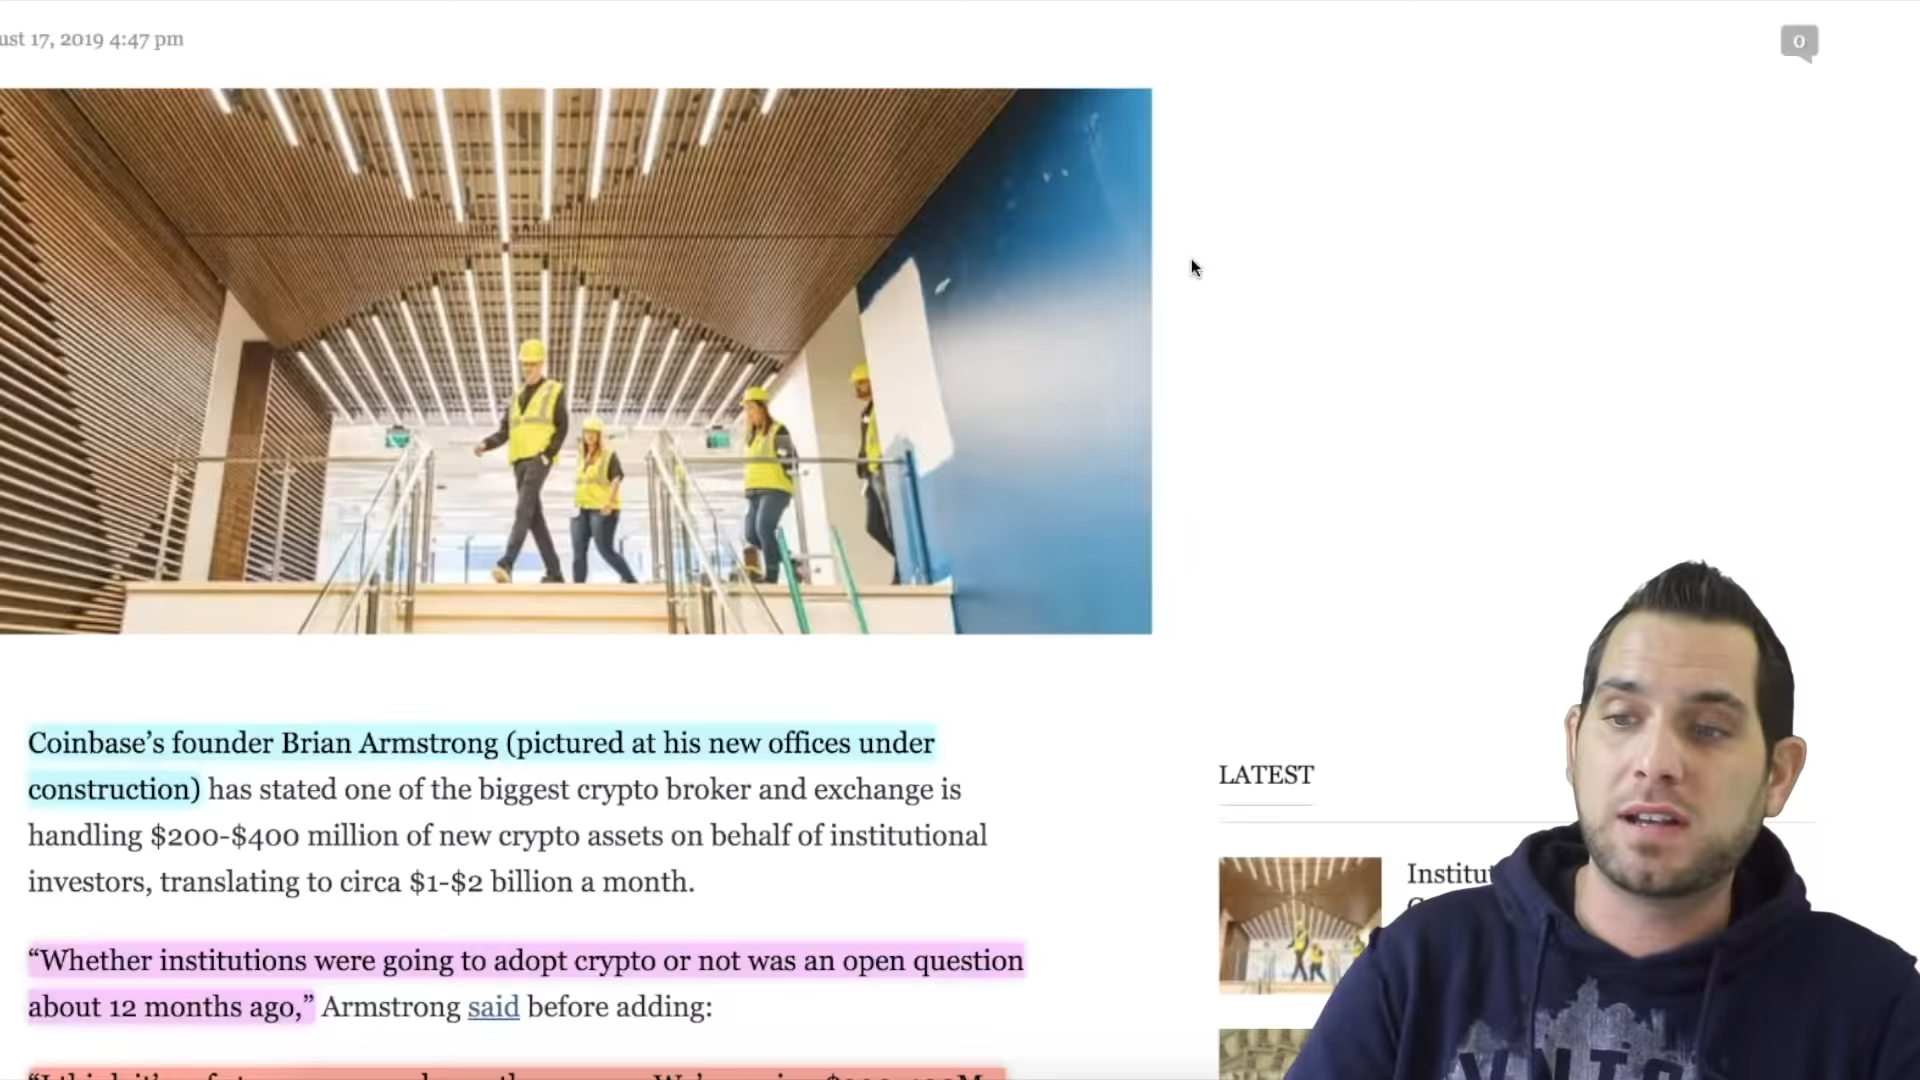 17, 2019 4:47 pm
0
Coinbase’s founder Brian Armstrong (pictured at his new offices under
construction) has stated one of the biggest crypto broker and exchange is
handling $200-$400 million of new crypto assets on behalf of institutional
investors, translating to circa $1-$2 billion a month.
“Whether institutions were going to adopt crypto or not was an open question
about 12 months ago,” Armstrong said before adding:
LATEST